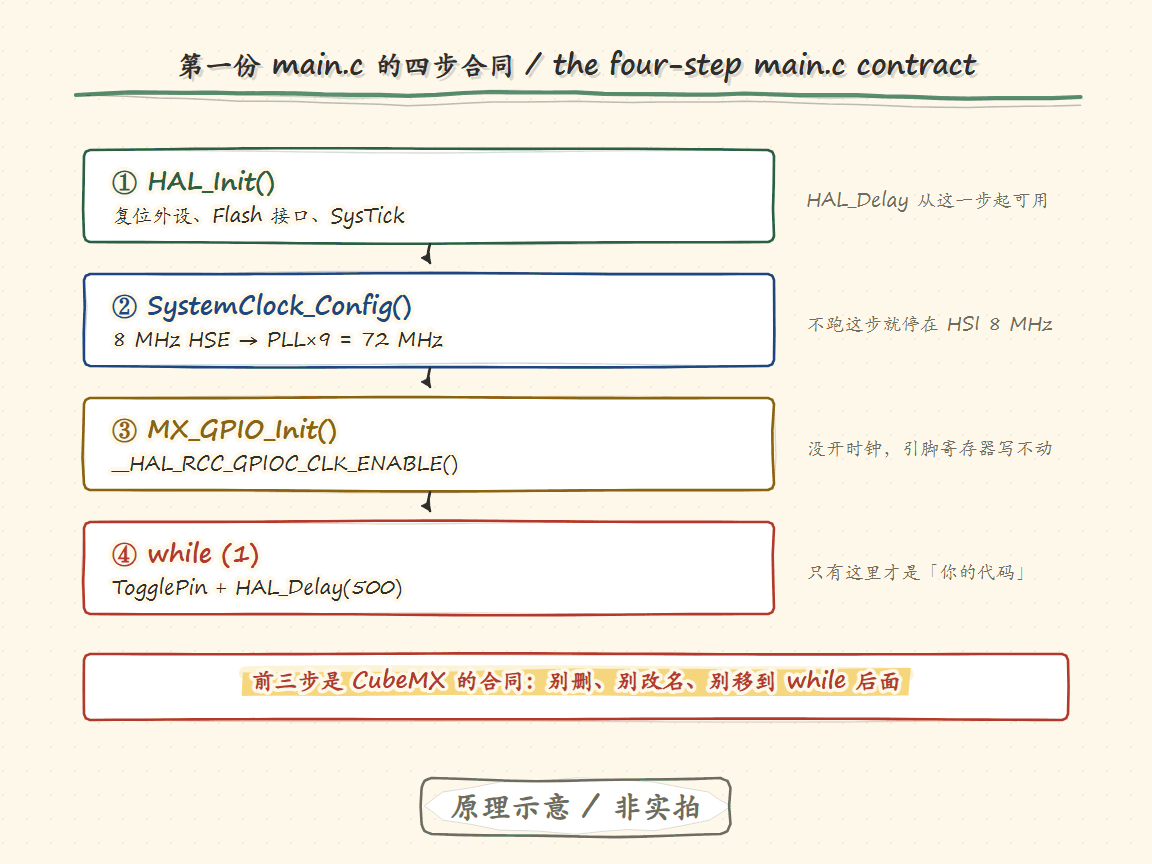 第一份 main.c 的四步合同 / the four-step main.c contract
① HAL_Init()
复位外设、Flash 接口、SysTick
HAL_Delay 从这一步起可用
② SystemClock_Config()
8 MHz HSE → PLL×9 = 72 MHz
不跑这步就停在 HSI 8 MHz
③ MX_GPIO_Init()
__HAL_RCC_GPIOC_CLK_ENABLE()
没开时钟，引脚寄存器写不动
④ while (1)
TogglePin + HAL_Delay(500)
只有这里才是「你的代码」
前三步是 CubeMX 的合同：别删、别改名、别移到 while 后面
原理示意 / 非实拍